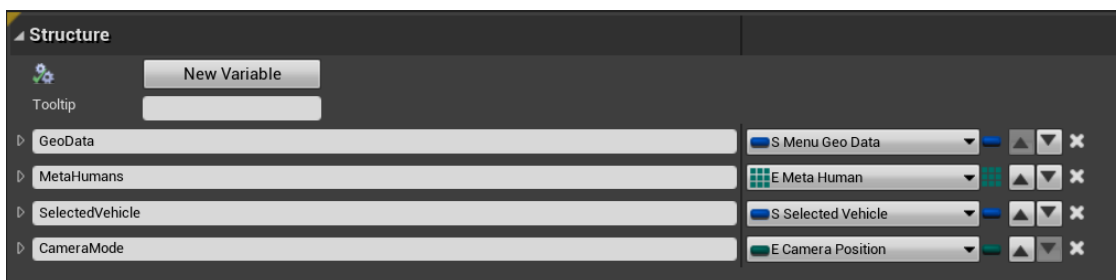 Structure
New Variable
Tooltip
GeoData S Menu Geo Data
MetaHumans E Meta Human
SelectedVehicle S Selected Vehicle
CameraMode E Camera Position